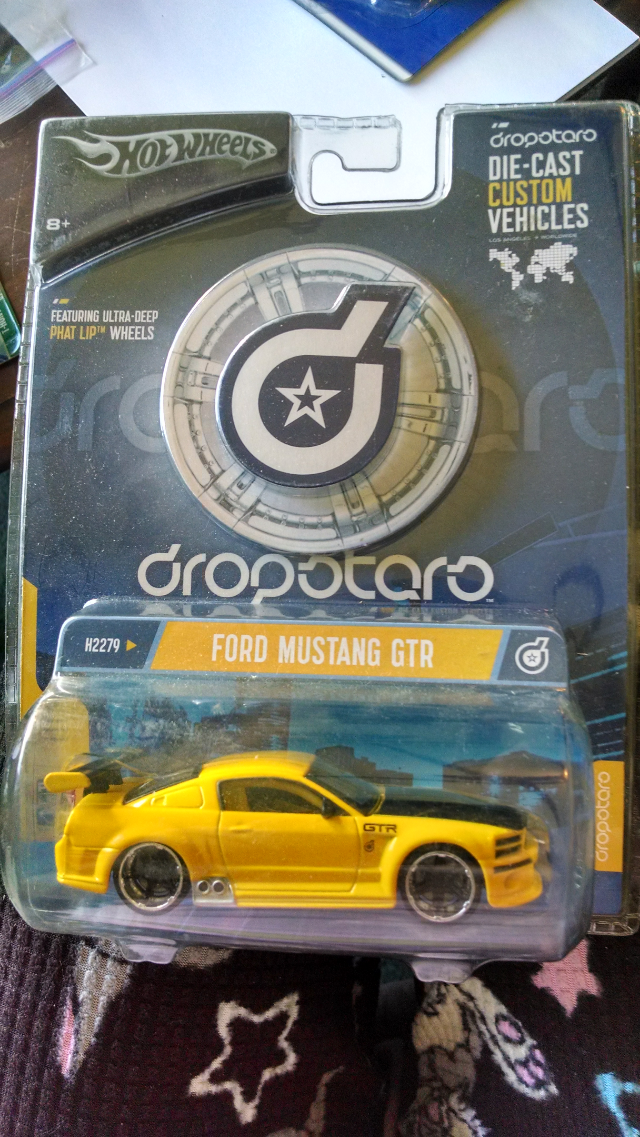 HOT WHEELS
8+
dropstars
DIE-CAST
CUSTOM
VEHICLES
LOS ANGELES WORLDWIDE
FEATURING ULTRA-DEEP
PHAT LIP™ WHEELS
dropstars™
H2279
FORD MUSTANG GTR
GTR
dropstars